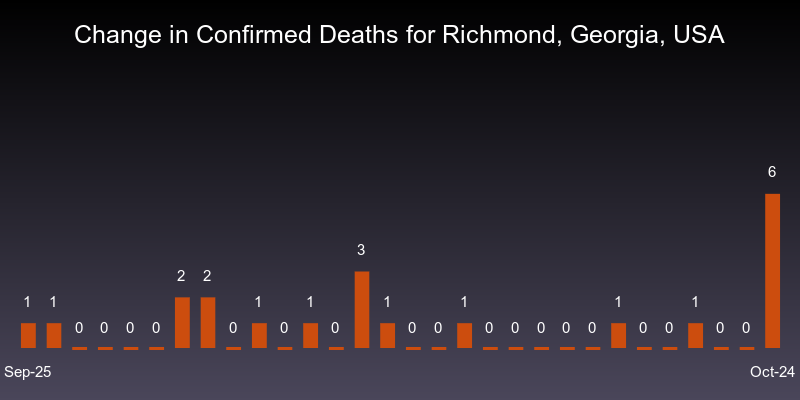 Change in Confirmed Deaths for Richmond, Georgia, USA
6
3
2 2
1 1 1 1 1 1 1 1
0 0 0 0 0 0 0 0 0 0 0 0 0 0 0 0 0
Sep-25 Oct-24